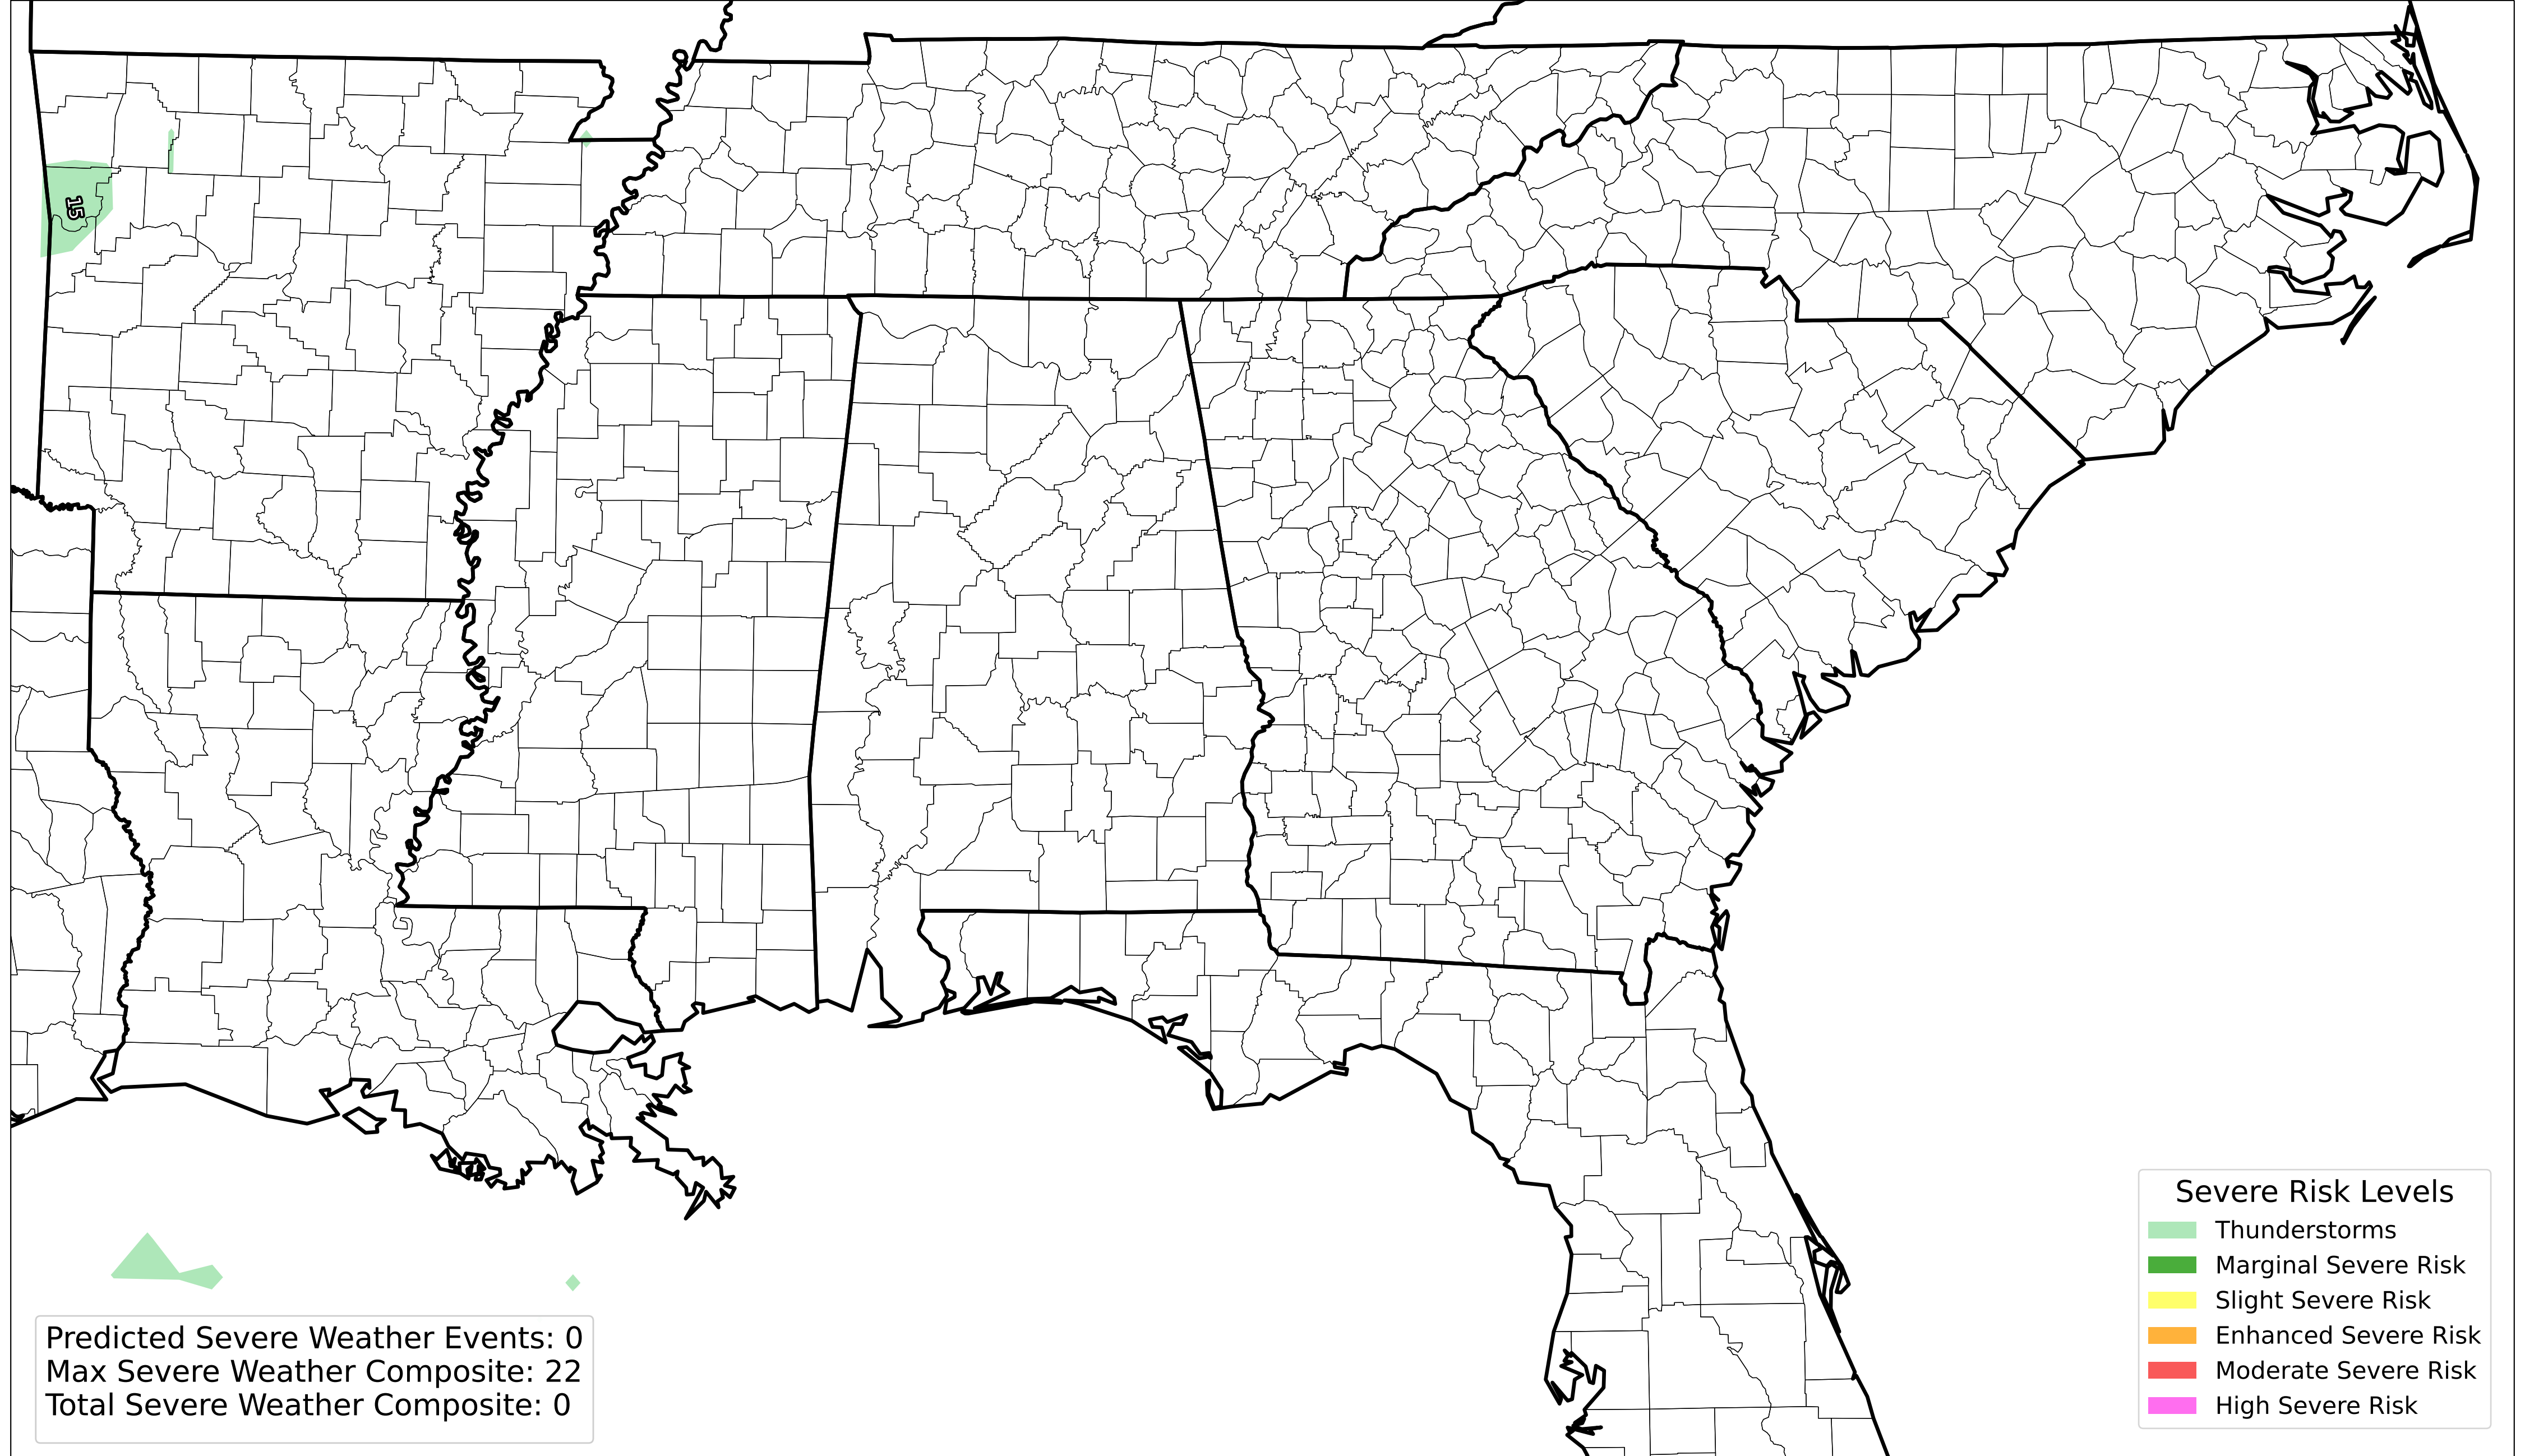 15
Predicted Severe Weather Events: 0
Max Severe Weather Composite: 22
Total Severe Weather Composite: 0
Severe Risk Levels
Thunderstorms
Marginal Severe Risk
Slight Severe Risk
Enhanced Severe Risk
Moderate Severe Risk
High Severe Risk